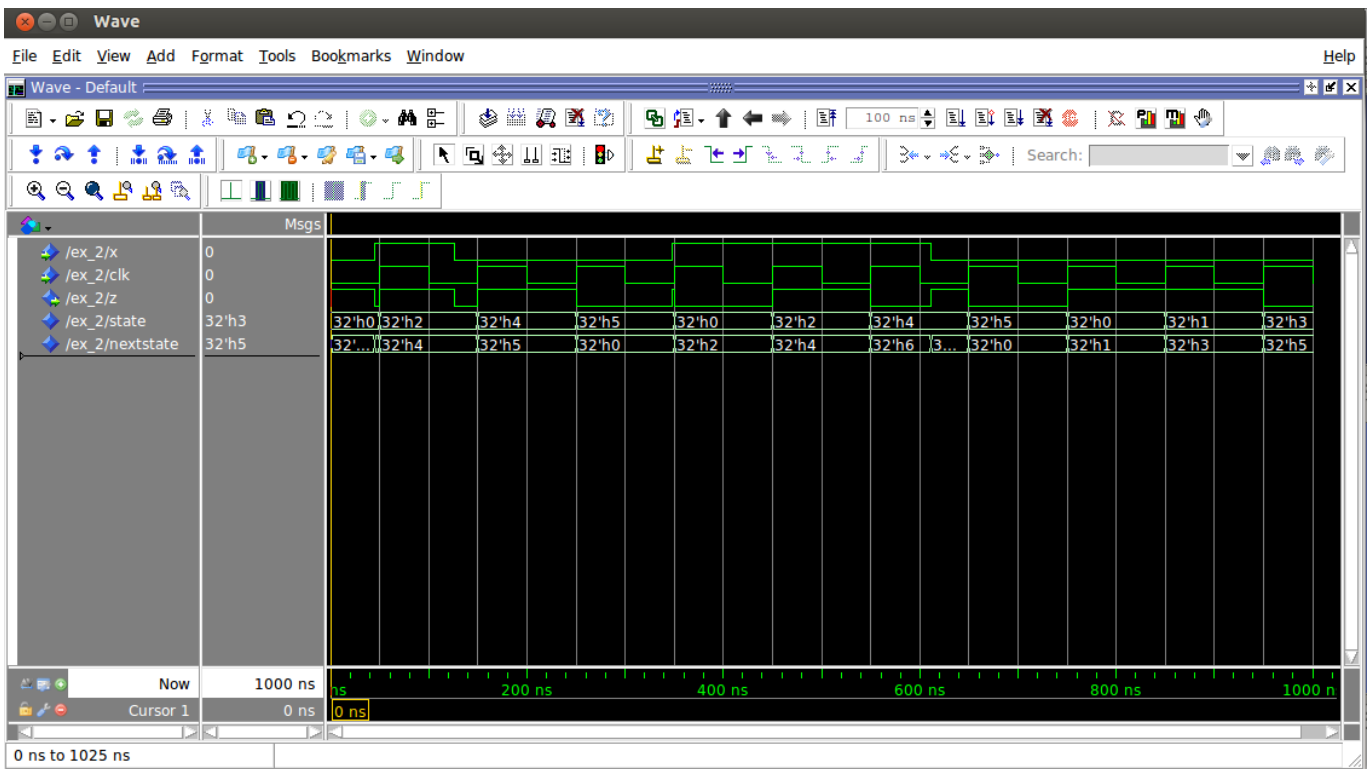 Wave
File Edit View Add Format Tools Bookmarks Window Help
Wave - Default
100 ns
Search:
Msgs
/ex_2/x 0
/ex_2/clk 0
/ex_2/z 0
/ex_2/state 32'h3 32'h0 32'h2 32'h4 32'h5 32'h0 32'h2 32'h4 32'h5 32'h0 32'h1 32'h3
/ex_2/nextstate 32'h5 32'... 32'h4 32'h5 32'h0 32'h2 32'h4 32'h6 3... 32'h0 32'h1 32'h3 32'h5
Now 1000 ns ns 200 ns 400 ns 600 ns 800 ns 1000 n
Cursor 1 0 ns 0 ns
0 ns to 1025 ns